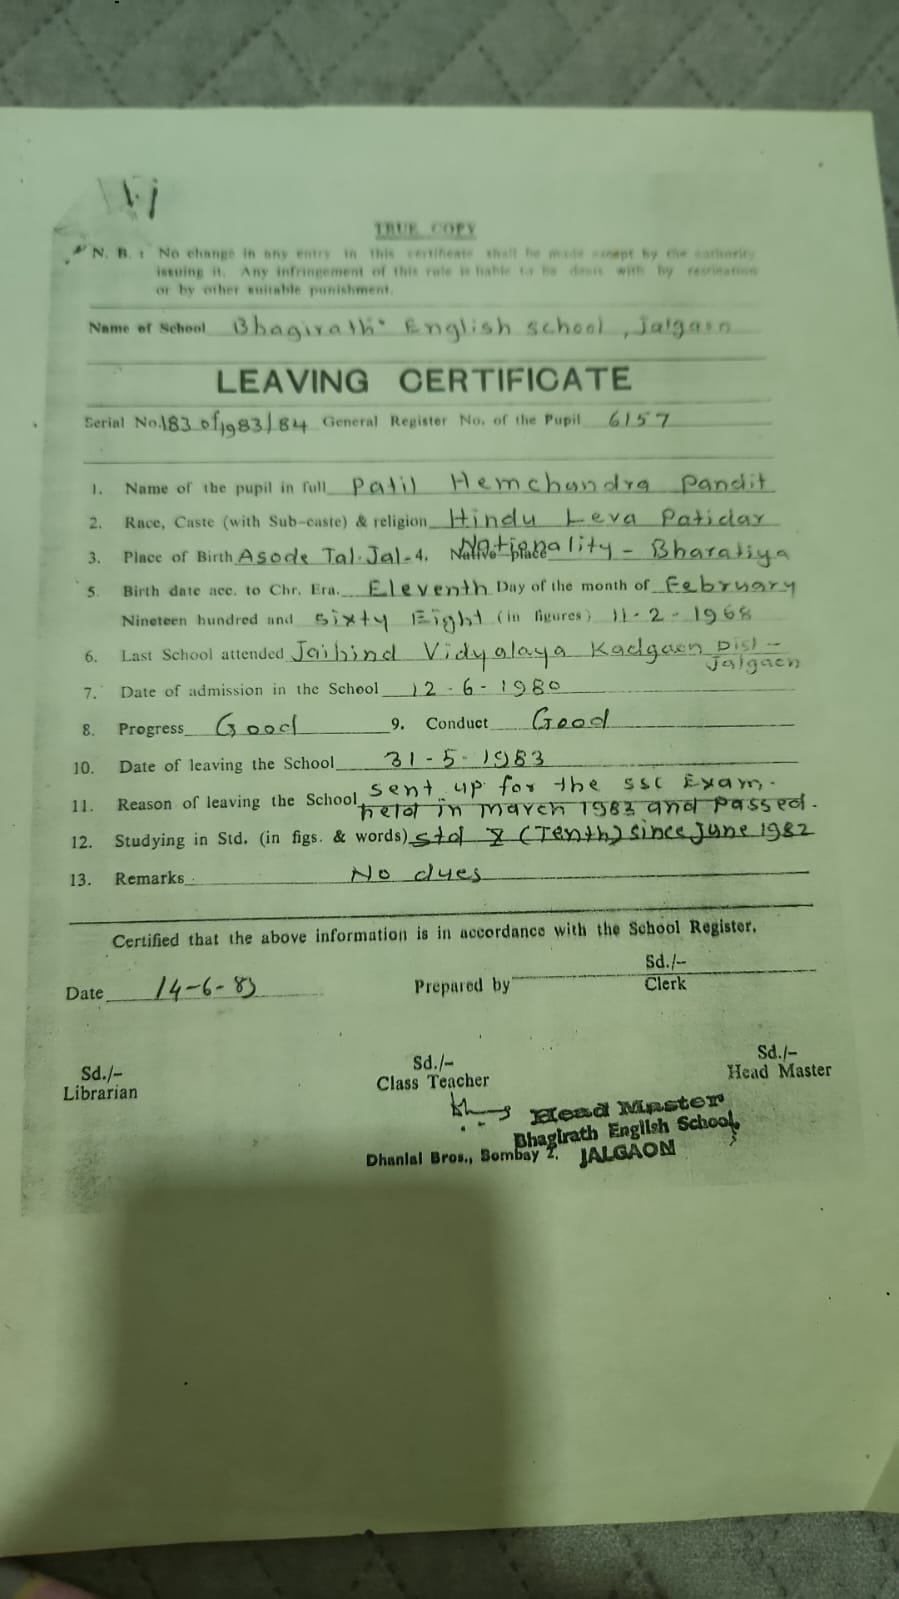 TRUE COPY
N. B. : No change in any entry in this certificate shall be made except by the authority
issuing it. Any infringement of this rule is liable to be dealt with by
or by other suitable punishment.
Name of School Bhagirath English school, Jalgaon
LEAVING CERTIFICATE
Serial No. 183 of 1983/84 General Register No. of the Pupil 6157
1. Name of the pupil in full Patil Hemchandra Pandit
2. Race, Caste (with Sub-caste) & religion Hindu Leva Patidar
3. Place of Birth Asode Tal. Jal- 4. Native place Nationality - Bharatiya
5. Birth date acc. to Chr. Era. Eleventh Day of the month of February
Nineteen hundred and sixty Eight (in figures) 11-2-1968
6. Last School attended Jaihind Vidyalaya Kadgaon Dist -
Jalgaon
7. Date of admission in the School 12-6-1980
8. Progress Good 9. Conduct Good
10. Date of leaving the School 31-5-1983
11. Reason of leaving the School sent up for the SSC Exam.
held in March 1983 and passed.
12. Studying in Std. (in figs. & words) std X (Tenth) since June 1982
13. Remarks No dues
Certified that the above information is in accordance with the School Register.
Sd./-
Date 14-6-83 Prepared by Clerk
Sd./- Sd./- Sd./-
Librarian Class Teacher Head Master
Head Master
Bhagirath English School,
Dhanlal Bros., Bombay 2. JALGAON